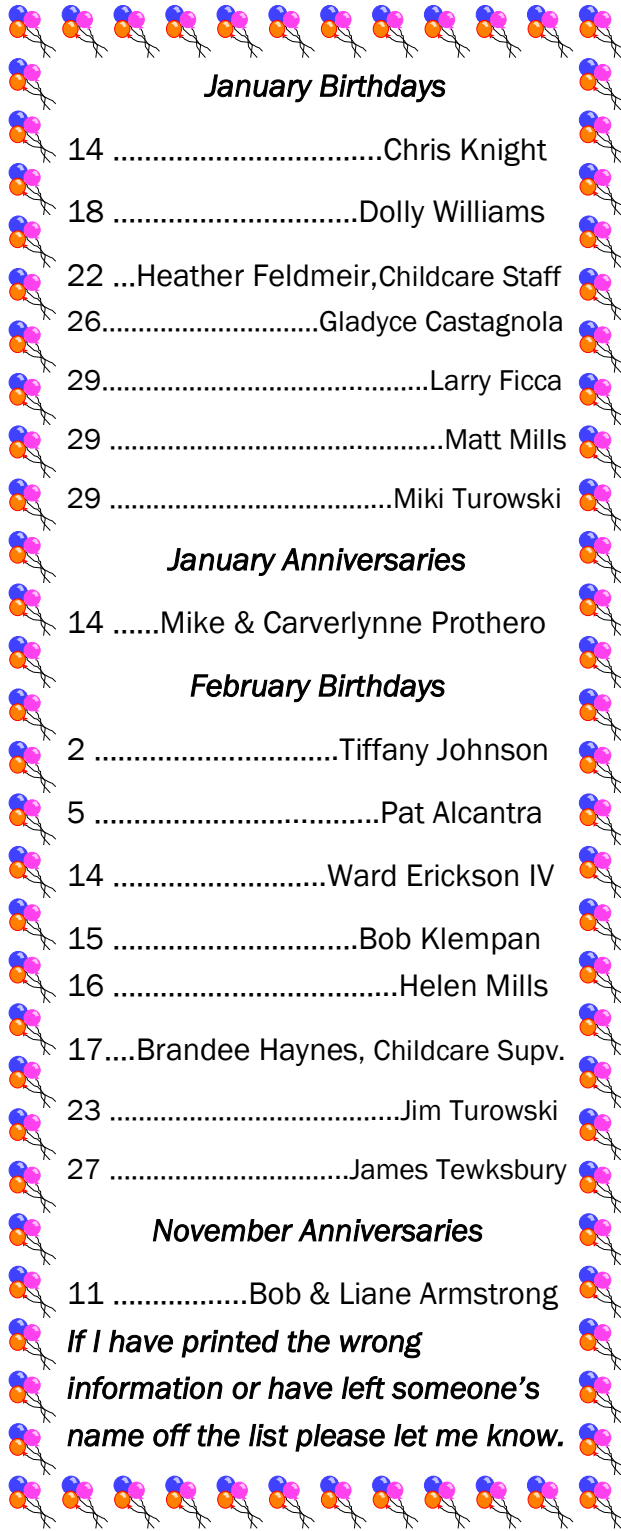 January Birthdays
14 ..................................Chris Knight
18 ...............................Dolly Williams
22 ...Heather Feldmeir,Childcare Staff
26.............................Gladyce Castagnola
29............................................Larry Ficca
29 .............................................Matt Mills
29 ......................................Miki Turowski
January Anniversaries
14 ......Mike & Carverlynne Prothero
February Birthdays
2 ...............................Tiffany Johnson
5 ....................................Pat Alcantra
14 ...........................Ward Erickson IV
15 ...............................Bob Klempan
16 ....................................Helen Mills
17....Brandee Haynes, Childcare Supv.
23 .......................................Jim Turowski
27 ................................James Tewksbury
November Anniversaries
11 .................Bob & Liane Armstrong
If I have printed the wrong
information or have left someone’s
name off the list please let me know.